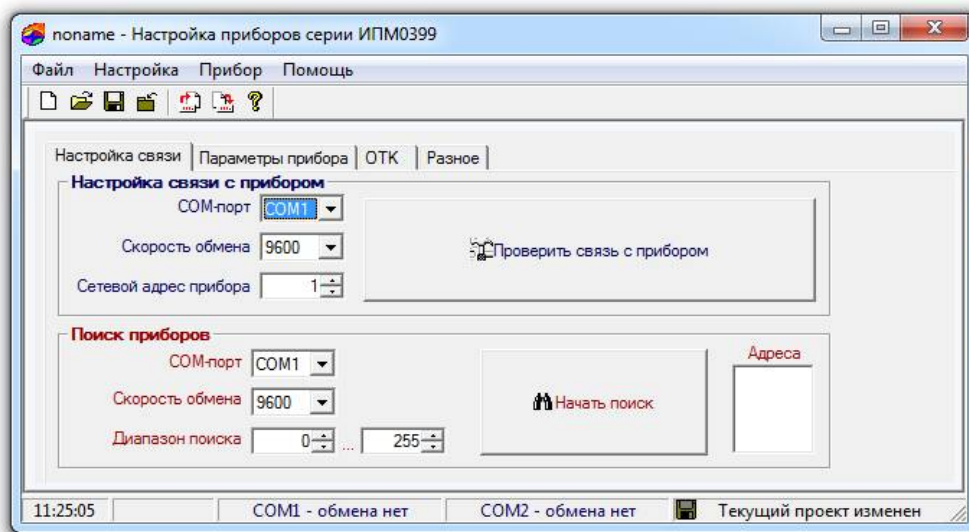 noname - Настройка приборов серии ИПМ0399
Файл Настройка Прибор Помощь
Настройка связи Параметры прибора ОТК Разное
Настройка связи с прибором
COM-порт COM1
Скорость обмена 9600
Проверить связь с прибором
Сетевой адрес прибора 1
Поиск приборов
COM-порт COM1
Адреса
Скорость обмена 9600
Начать поиск
Диапазон поиска 0 ... 255
11:25:05 COM1 - обмена нет COM2 - обмена нет Текущий проект изменен